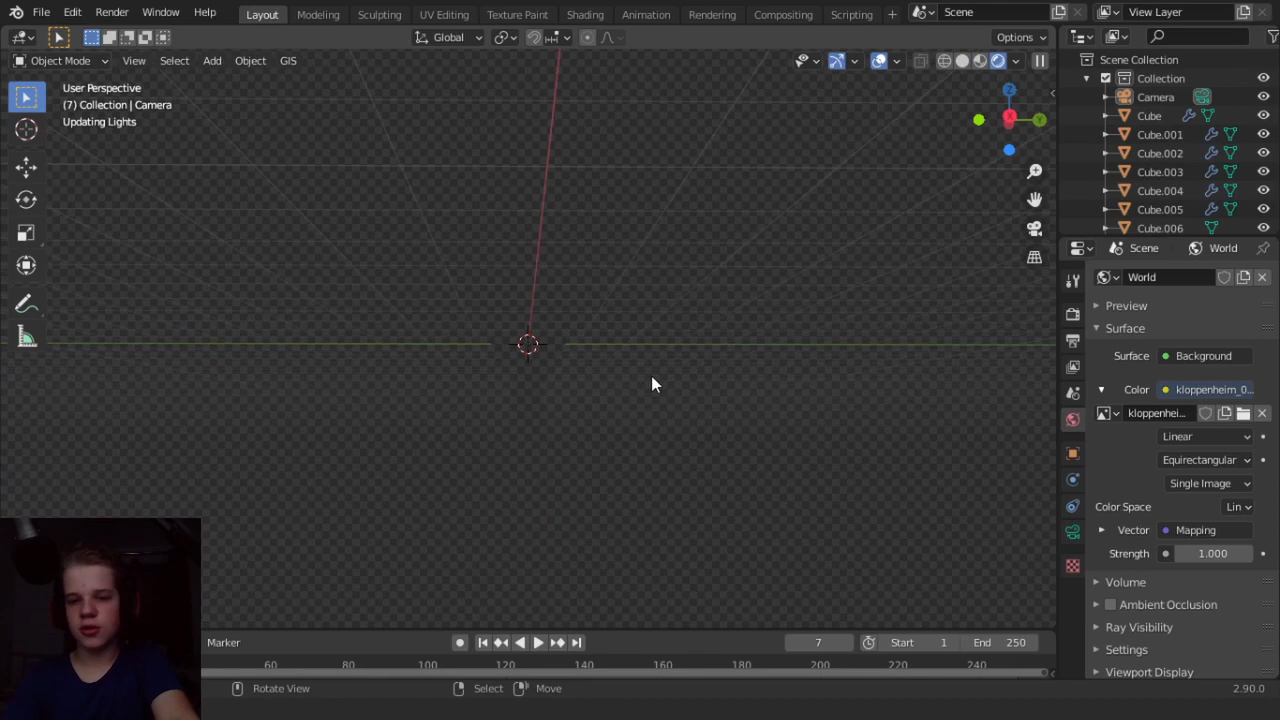 File Edit Render Window Help Layout Modeling Sculpting UV Editing Texture Paint Shading Animation Rendering Compositing Scripting + Scene View Layer
Global Options
Object Mode View Select Add Object GIS
User Perspective
(7) Collection | Camera
Updating Lights
Z
X
Y
Scene Collection
Collection
Camera
Cube
Cube.001
Cube.002
Cube.003
Cube.004
Cube.005
Cube.006
Scene World
World
Preview
Surface
Surface Background
Color kloppenheim_0...
kloppenhei...
Linear
Equirectangular
Single Image
Color Space Lin
Vector Mapping
Strength 1.000
Volume
Ambient Occlusion
Ray Visibility
Settings
Viewport Display
Marker 7 Start 1 End 250
60 80 100 120 140 160 180 200 220 240
Rotate View Select Move 2.90.0